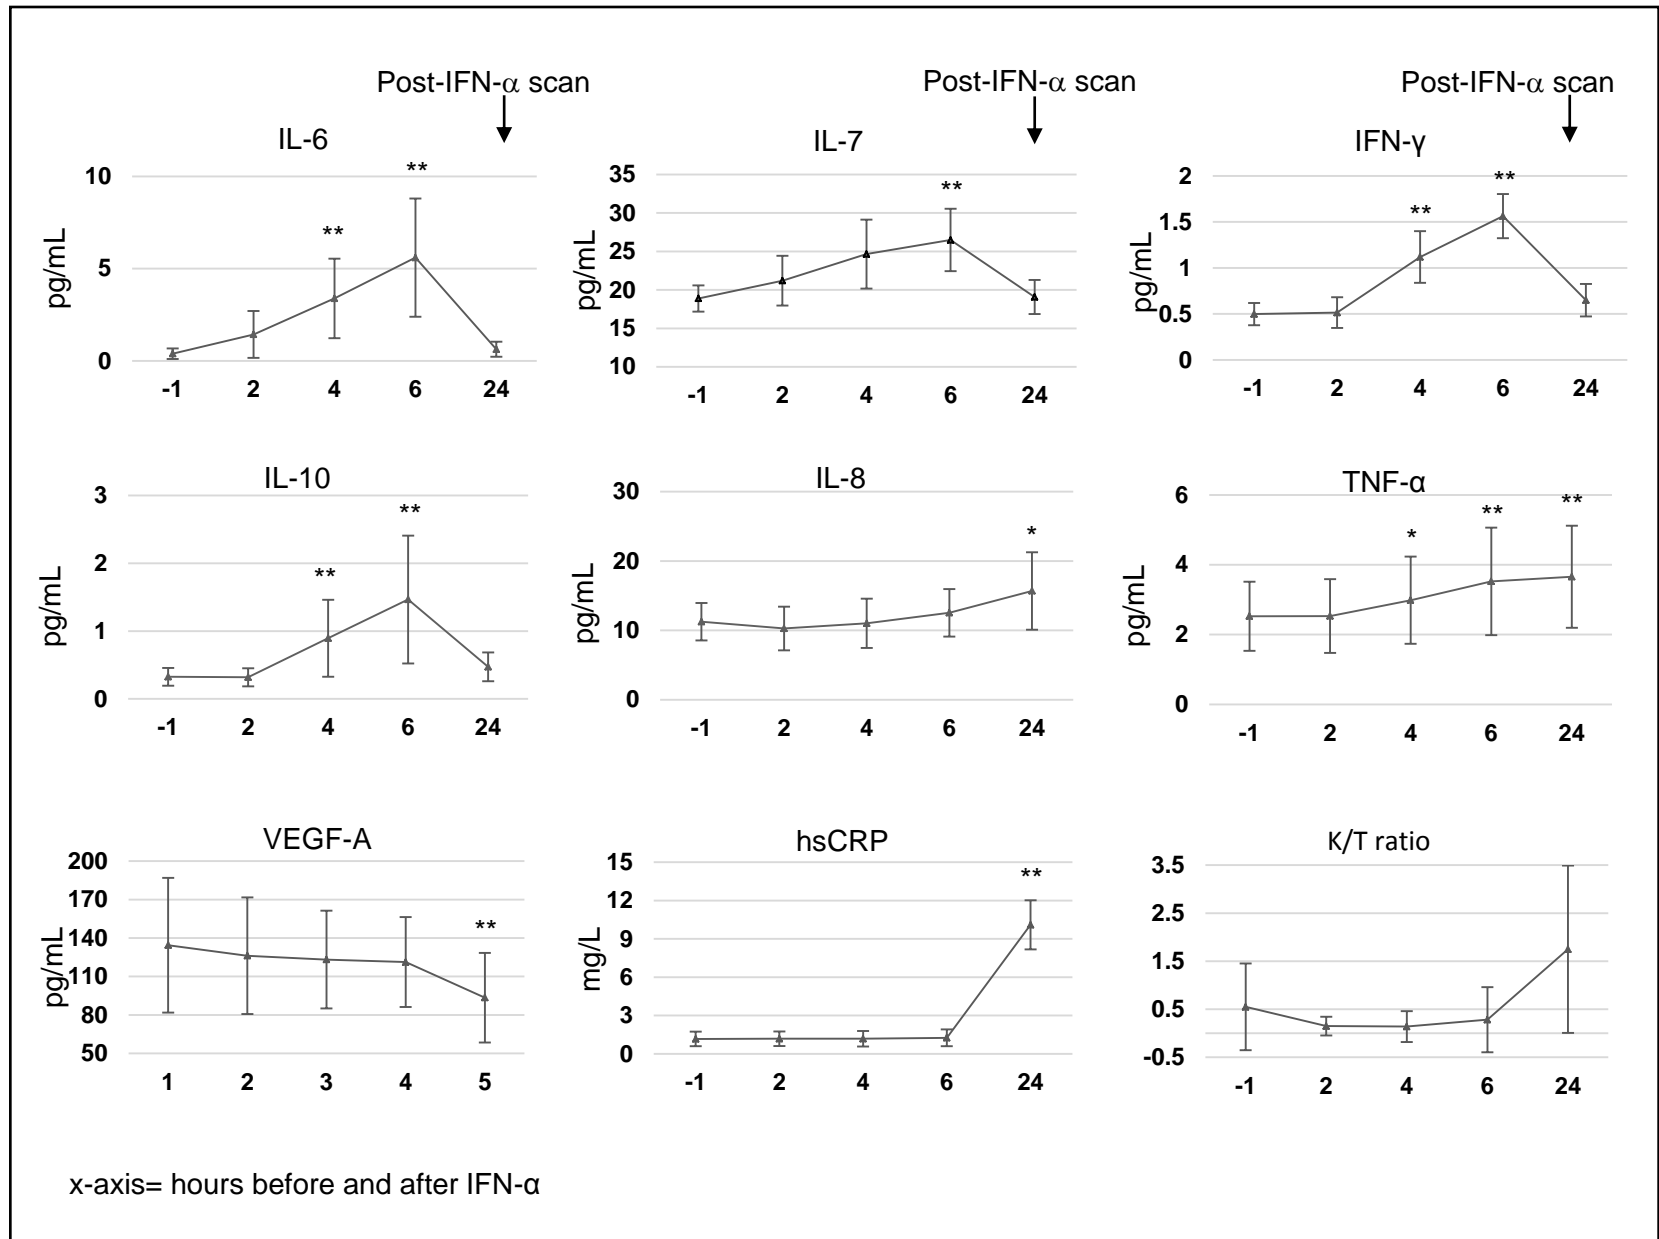 Post-IFN-α scan Post-IFN-α scan Post-IFN-α scan
IL-6
10
**
**
5
0
pg/mL
-1 2 4 6 24
IL-7
35
30
25
20
15
10
**
pg/mL
-1 2 4 6 24
IFN-γ
2
1.5
1
0.5
0
**
**
pg/mL
-1 2 4 6 24
IL-10
3
2
1
0
**
**
pg/mL
-1 2 4 6 24
IL-8
30
20
10
0
*
pg/mL
-1 2 4 6 24
TNF-α
6
4
2
0
*
**
**
pg/mL
-1 2 4 6 24
VEGF-A
200
170
140
110
80
50
**
pg/mL
1 2 3 4 5
hsCRP
15
12
9
6
3
0
**
mg/L
-1 2 4 6 24
K/T ratio
3.5
2.5
1.5
0.5
-0.5
-1 2 4 6 24
x-axis= hours before and after IFN-α